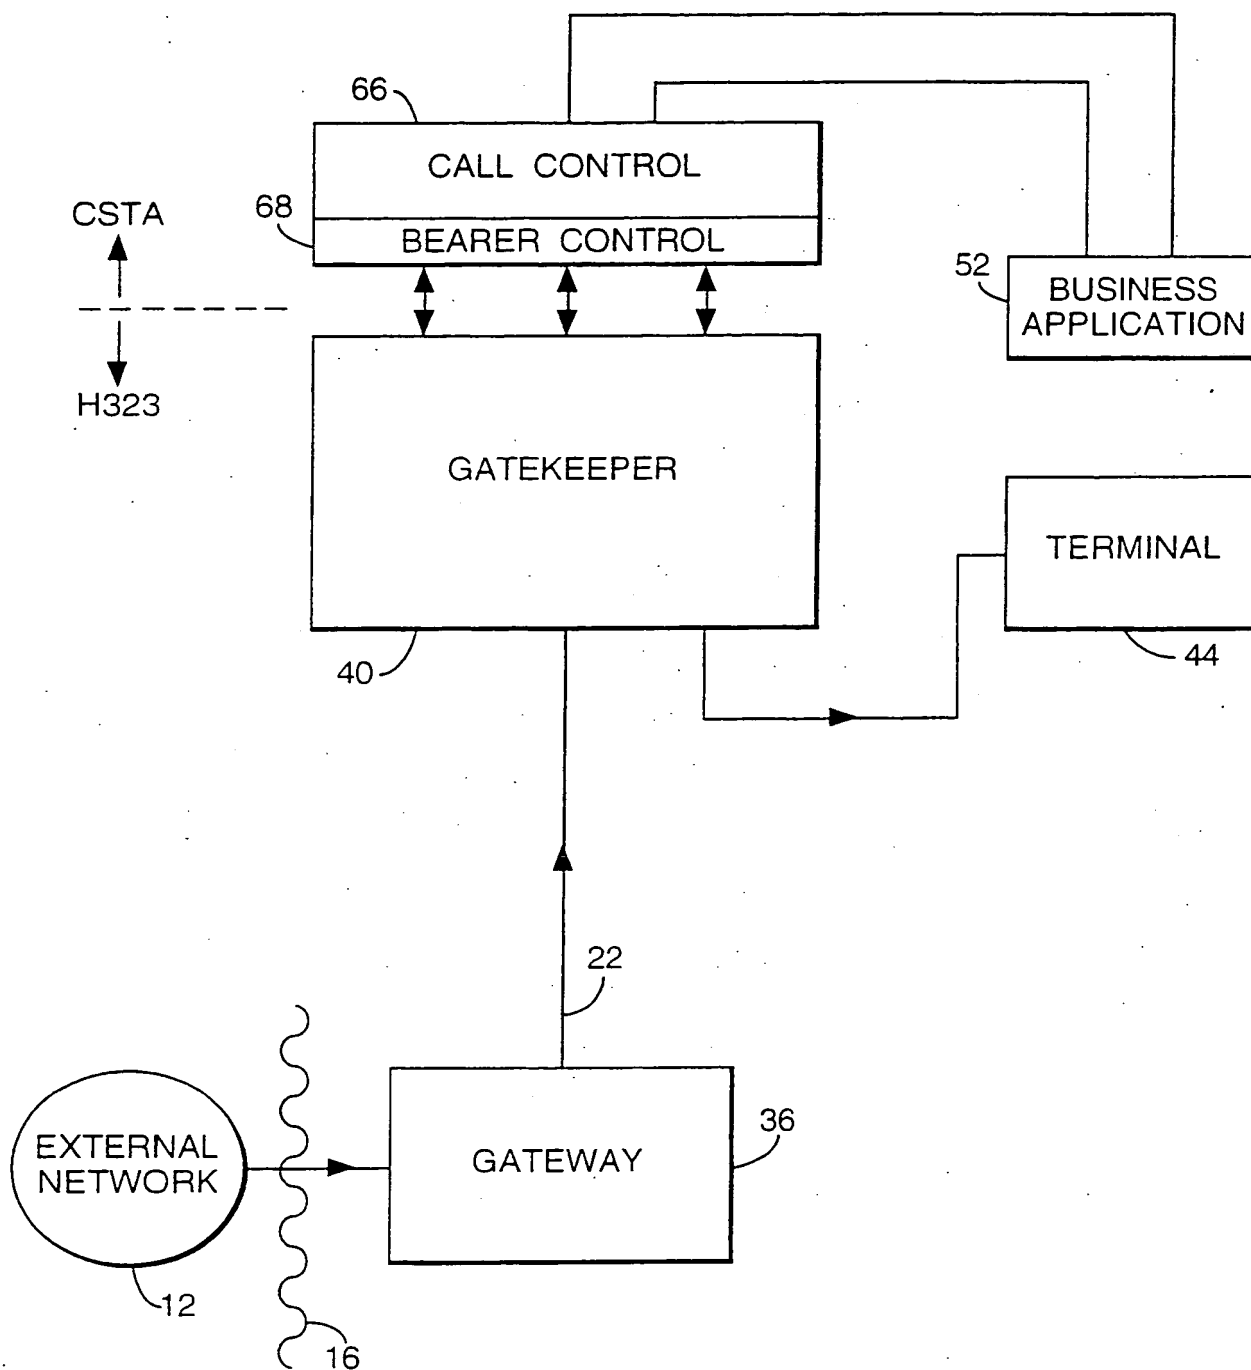 66
CALL CONTROL
68
CSTA
BEARER CONTROL
52
BUSINESS
APPLICATION
H323
GATEKEEPER
TERMINAL
40
44
22
36
EXTERNAL
NETWORK
GATEWAY
12
16